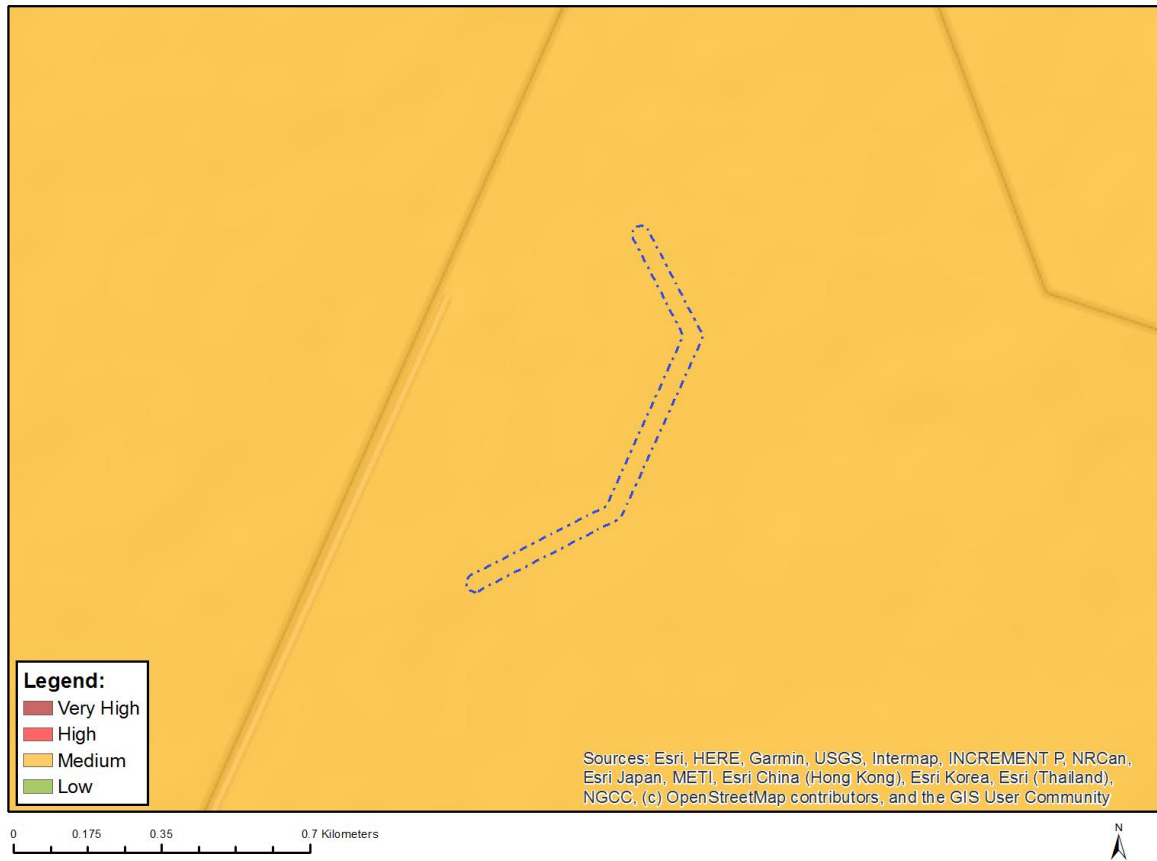 Legend:
Very High
High
Medium
Low
Sources: Esri, HERE, Garmin, USGS, Intermap, INCREMENT P, NRCan,
Esri Japan, METI, Esri China (Hong Kong), Esri Korea, Esri (Thailand),
NGCC, (c) OpenStreetMap contributors, and the GIS User Community
0 0.175 0.35 0.7 Kilometers
N